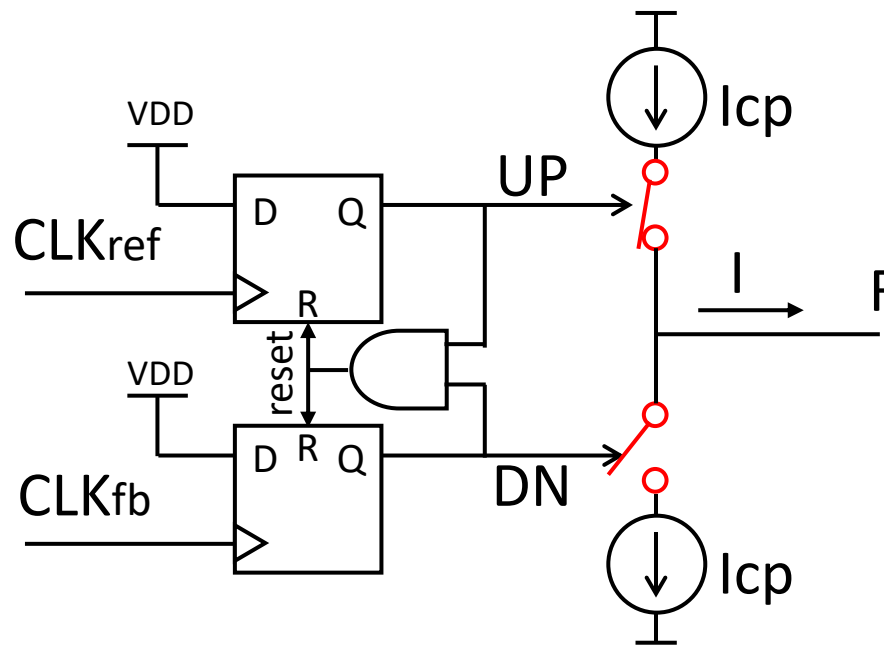 Icp
VDD
UP
D Q
CLKref
R
I
F
reset
VDD
R
D Q
DN
CLKfb
Icp